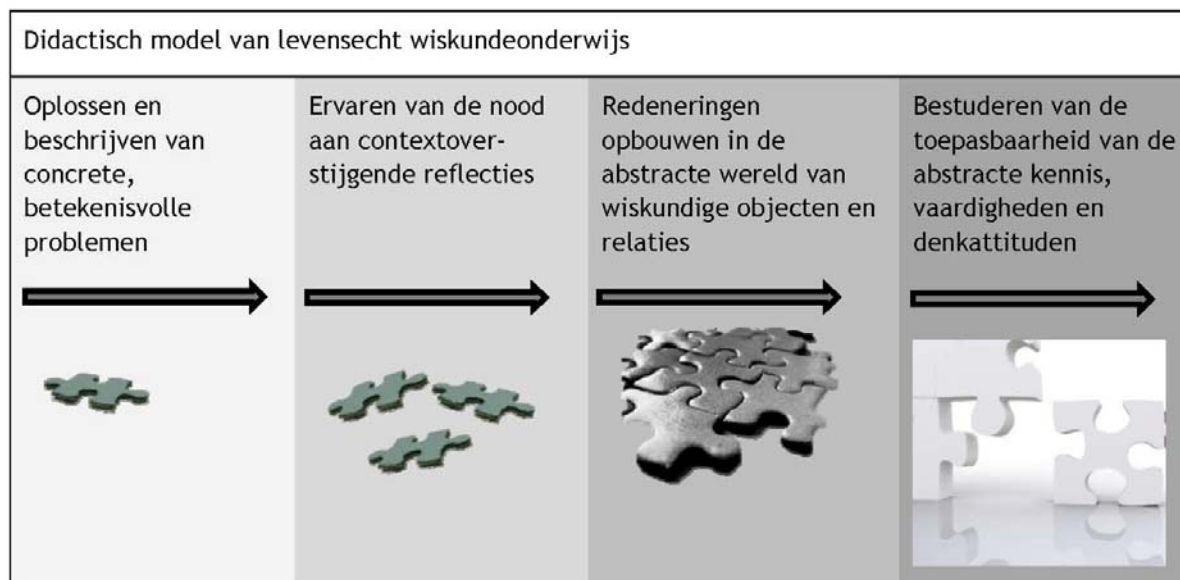 Didactisch model van levensecht wiskundeonderwijs
Oplossen en
beschrijven van
concrete,
betekenisvolle
problemen
Ervaren van de nood
aan contextover-
stijgende reflecties
Redeneringen
opbouwen in de
abstracte wereld van
wiskundige objecten en
relaties
Bestuderen van de
toepasbaarheid van de
abstracte kennis,
vaardigheden en
denkattituden